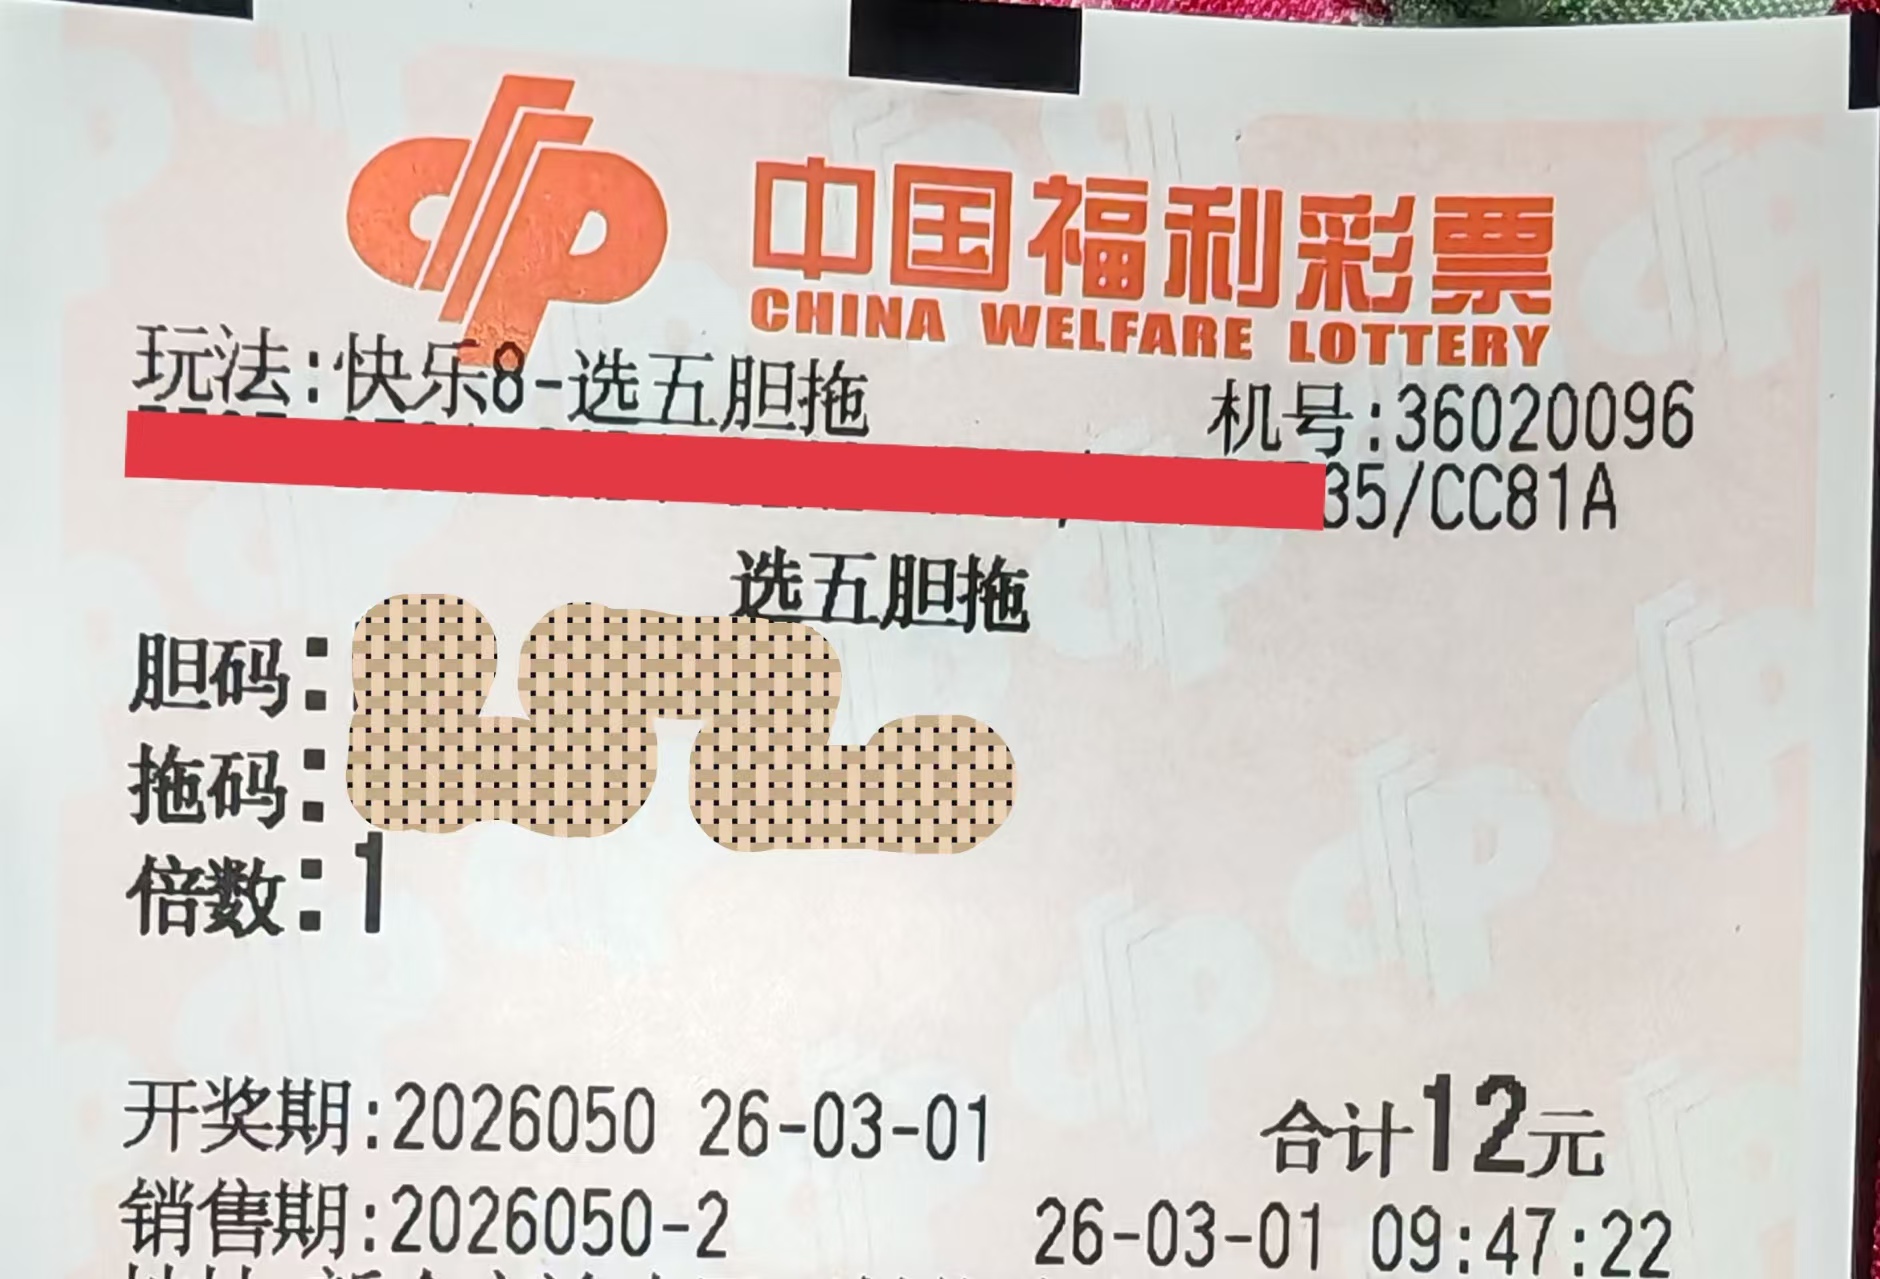 中国福利彩票
CHINA WELFARE LOTTERY
玩法:快乐8-选五胆拖
机号:36020096
35/CC81A
选五胆拖
胆码:
拖码:
倍数:1
开奖期:2026050 26-03-01
合计12元
销售期:2026050-2
26-03-01 09:47:22